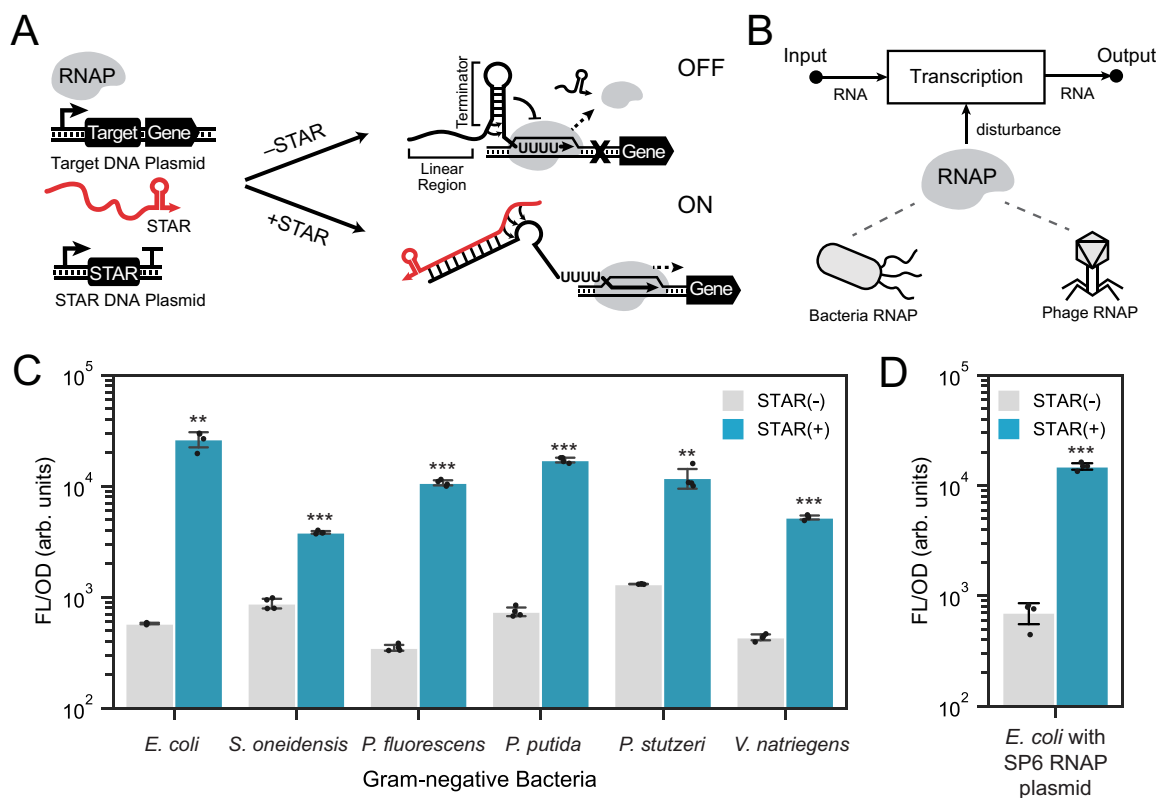 A
RNAP
Target Gene
Target DNA Plasmid
STAR
STAR
STAR DNA Plasmid
–STAR
+STAR
Terminator
Linear
Region
UUUU
X
Gene
OFF
ON
UUUU
Gene
B
Input
RNA
Transcription
Output
RNA
disturbance
RNAP
Bacteria RNAP
Phage RNAP
C
FL/OD (arb. units)
10^5
10^4
10^3
10^2
STAR(-)
STAR(+)
**
***
***
***
**
***
E. coli
S. oneidensis
P. fluorescens
P. putida
P. stutzeri
V. natriegens
Gram-negative Bacteria
D
FL/OD (arb. units)
10^5
10^4
10^3
10^2
STAR(-)
STAR(+)
***
E. coli with
SP6 RNAP
plasmid